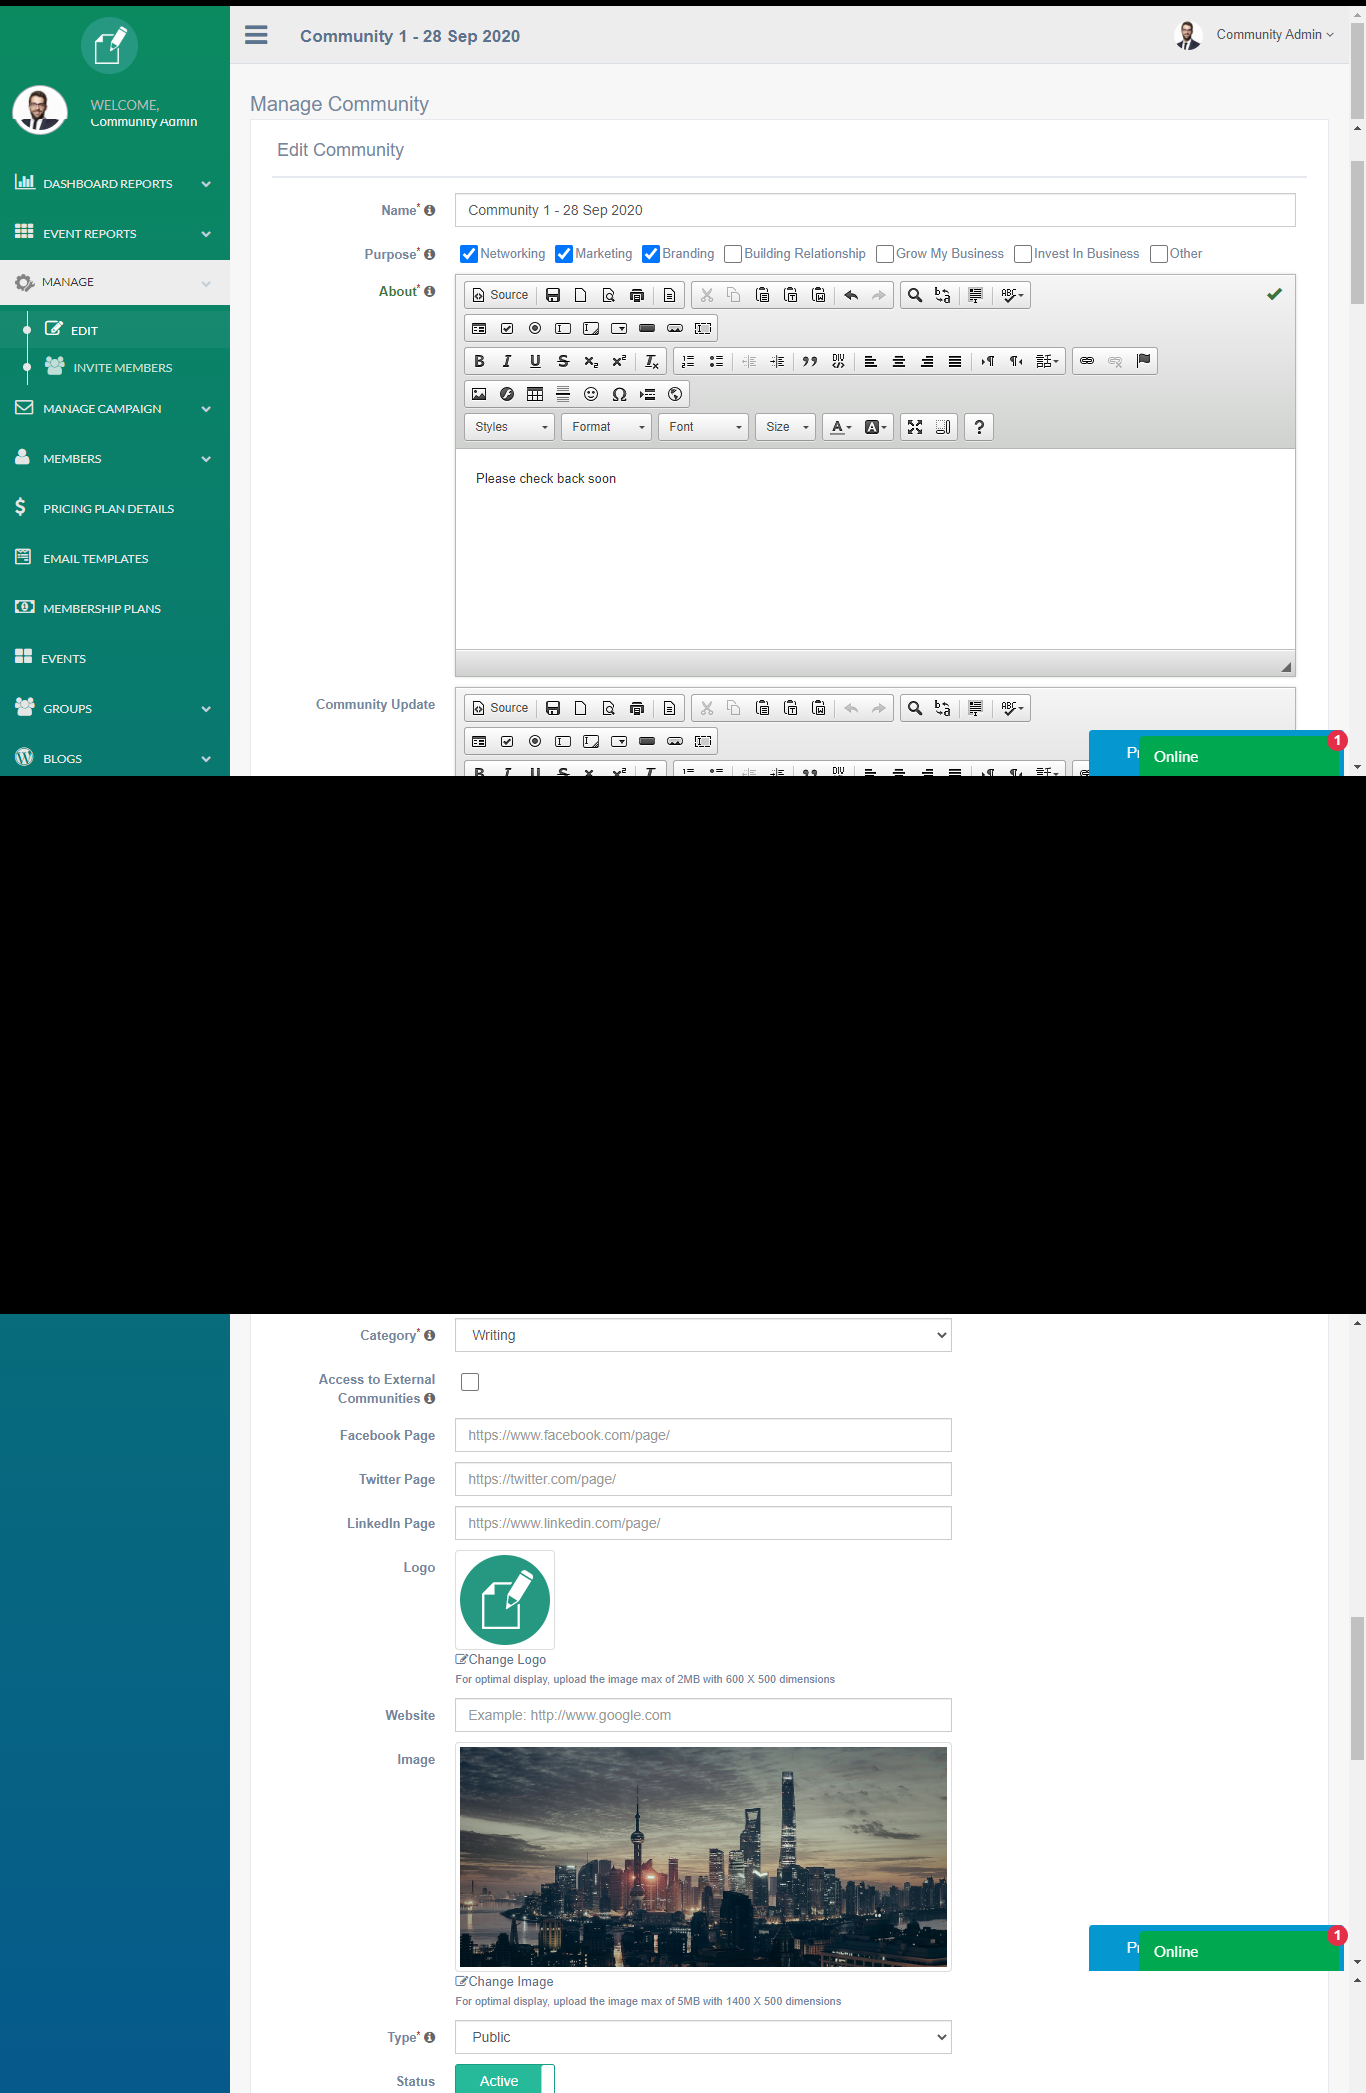 Community 1 - 28 Sep 2020
Community Admin
WELCOME,
Community Admin
DASHBOARD REPORTS
EVENT REPORTS
MANAGE
EDIT
INVITE MEMBERS
MANAGE CAMPAIGN
MEMBERS
PRICING PLAN DETAILS
EMAIL TEMPLATES
MEMBERSHIP PLANS
EVENTS
GROUPS
BLOGS
Manage Community
Edit Community
Name*
Community 1 - 28 Sep 2020
Purpose*
Networking Marketing Branding Building Relationship Grow My Business Invest In Business Other
About*
Source
Styles Format Font Size
Please check back soon
Community Update
Source
Online
1
Category*
Writing
Access to External
Communities
Facebook Page
https://www.facebook.com/page/
Twitter Page
https://twitter.com/page/
LinkedIn Page
https://www.linkedin.com/page/
Logo
Change Logo
For optimal display, upload the image max of 2MB with 600 X 500 dimensions
Website
Example: http://www.google.com
Image
Online
1
Change Image
For optimal display, upload the image max of 5MB with 1400 X 500 dimensions
Type*
Public
Status
Active